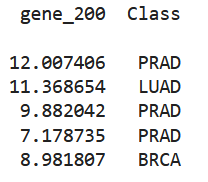 gene_200 Class
12.007406 PRAD
11.368654 LUAD
9.882042 PRAD
7.178735 PRAD
8.981807 BRCA